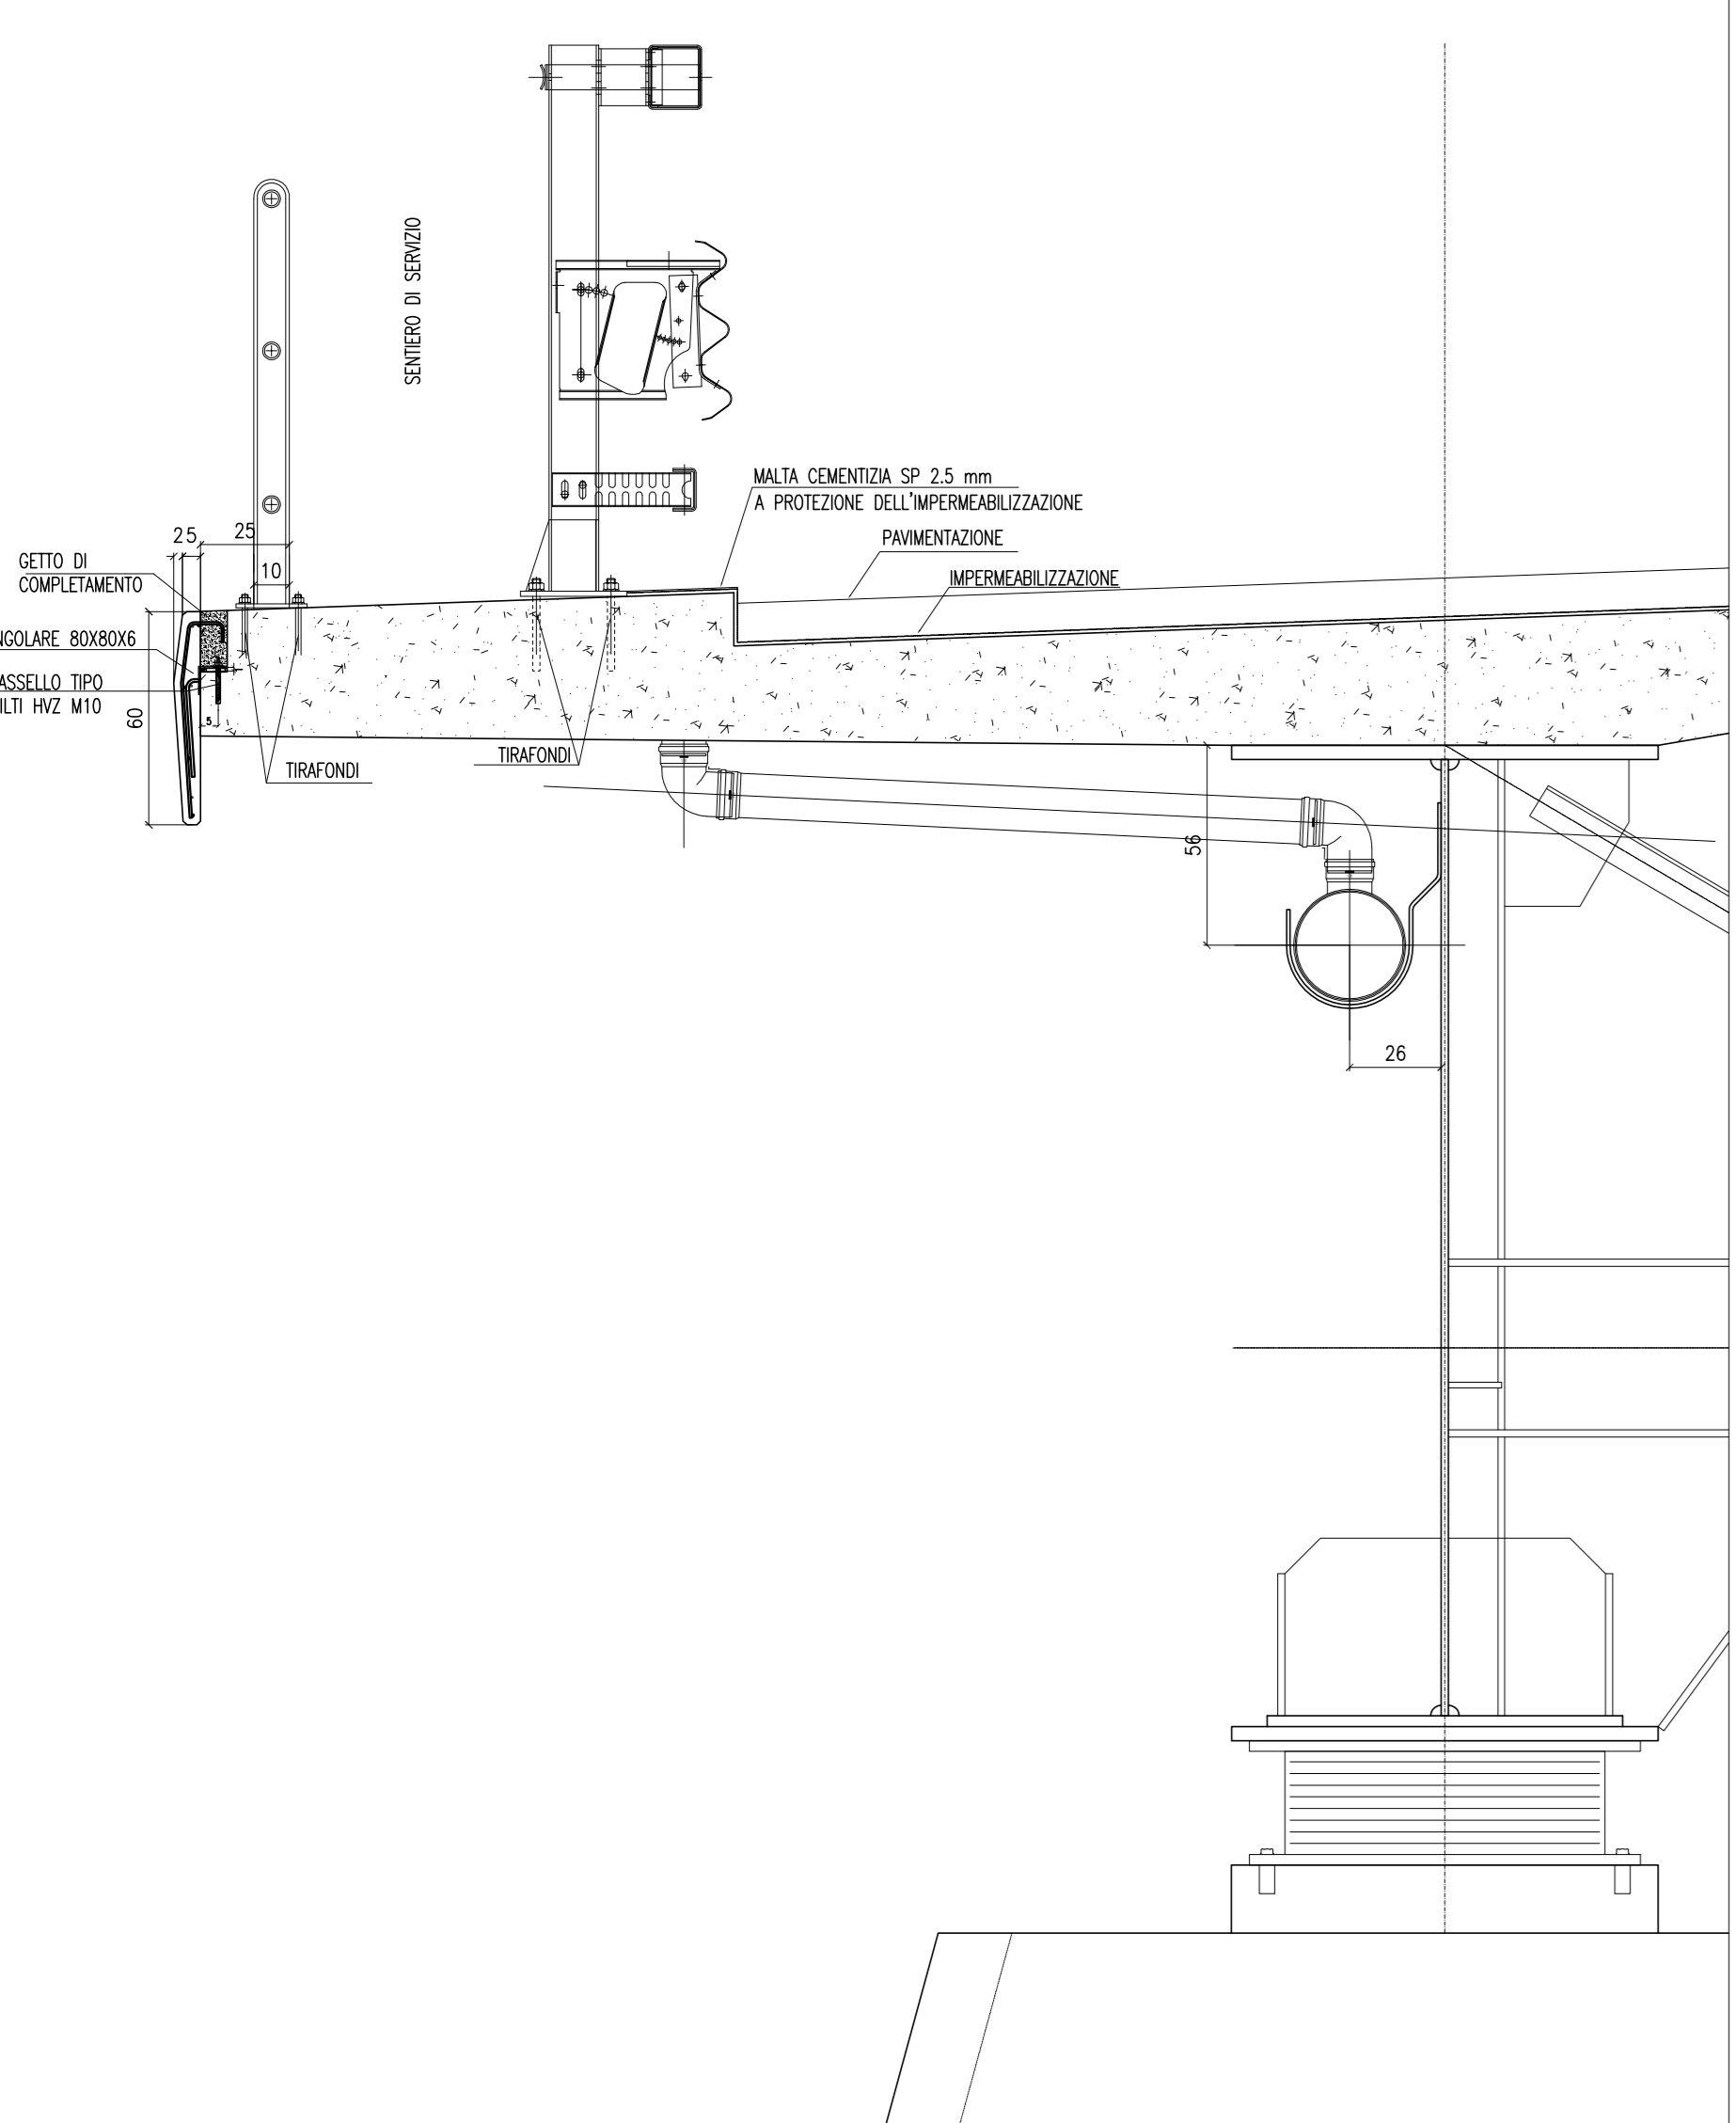 SENTIERO DI SERVIZIO
MALTA CEMENTIZIA SP 2.5 mm
A PROTEZIONE DELL'IMPERMEABILIZZAZIONE
PAVIMENTAZIONE
IMPERMEABILIZZAZIONE
25
25
10
GETTO DI
COMPLETAMENTO
NGOLARE 80X80X6
ASSELLO TIPO
ILTI HVZ M10
60
5
TIRAFONDI
TIRAFONDI
56
26